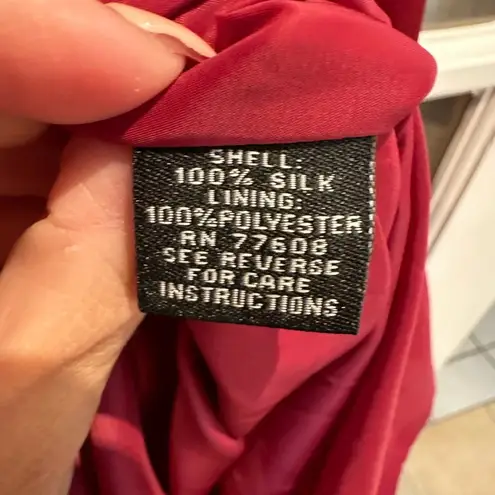 SHELL:
100% SILK
LINING:
100%POLYESTER
RN 77608
SEE REVERSE
FOR CARE
INSTRUCTIONS